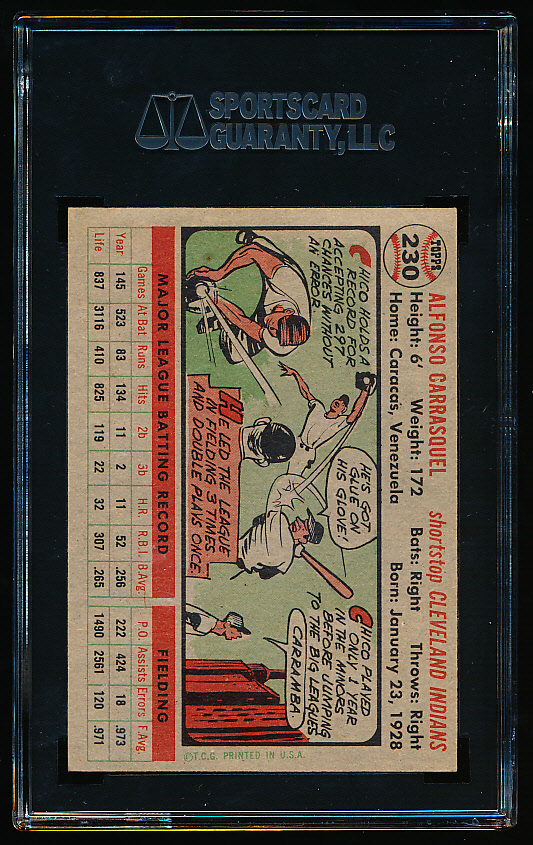 SPORTSCARD
GUARANTY, LLC
TOPPS
230
ALFONSO CARRASQUEL shortstop CLEVELAND INDIANS
Height: 6' Weight: 172 Bats: Right Throws: Right
Home: Caracas, Venezuela Born: January 23, 1928
CHICO HOLDS A
RECORD FOR
ACCEPTING 297
CHANCES WITHOUT
AN ERROR
HE'S GOT
GLUE ON
HIS GLOVE!
HE'VE LED THE LEAGUE
IN FIELDING 3 TIMES
AND DOUBLE PLAYS ONCE.
CHICO PLAYED
ONLY 1 YEAR
IN THE MINORS
BEFORE JUMPING
TO THE BIG LEAGUES.
CARRAMBA
©T.C.G. PRINTED IN U.S.A.
MAJOR LEAGUE BATTING RECORD FIELDING
Games At Bat Runs Hits 2b 3b H.R. R.B.I. B.Avg. P.O. Assists Errors F.Avg.
Year 145 523 83 134 11 2 11 52 .256 222 424 18 .973
Life 837 3116 410 825 119 22 32 307 .265 1490 2561 120 .971